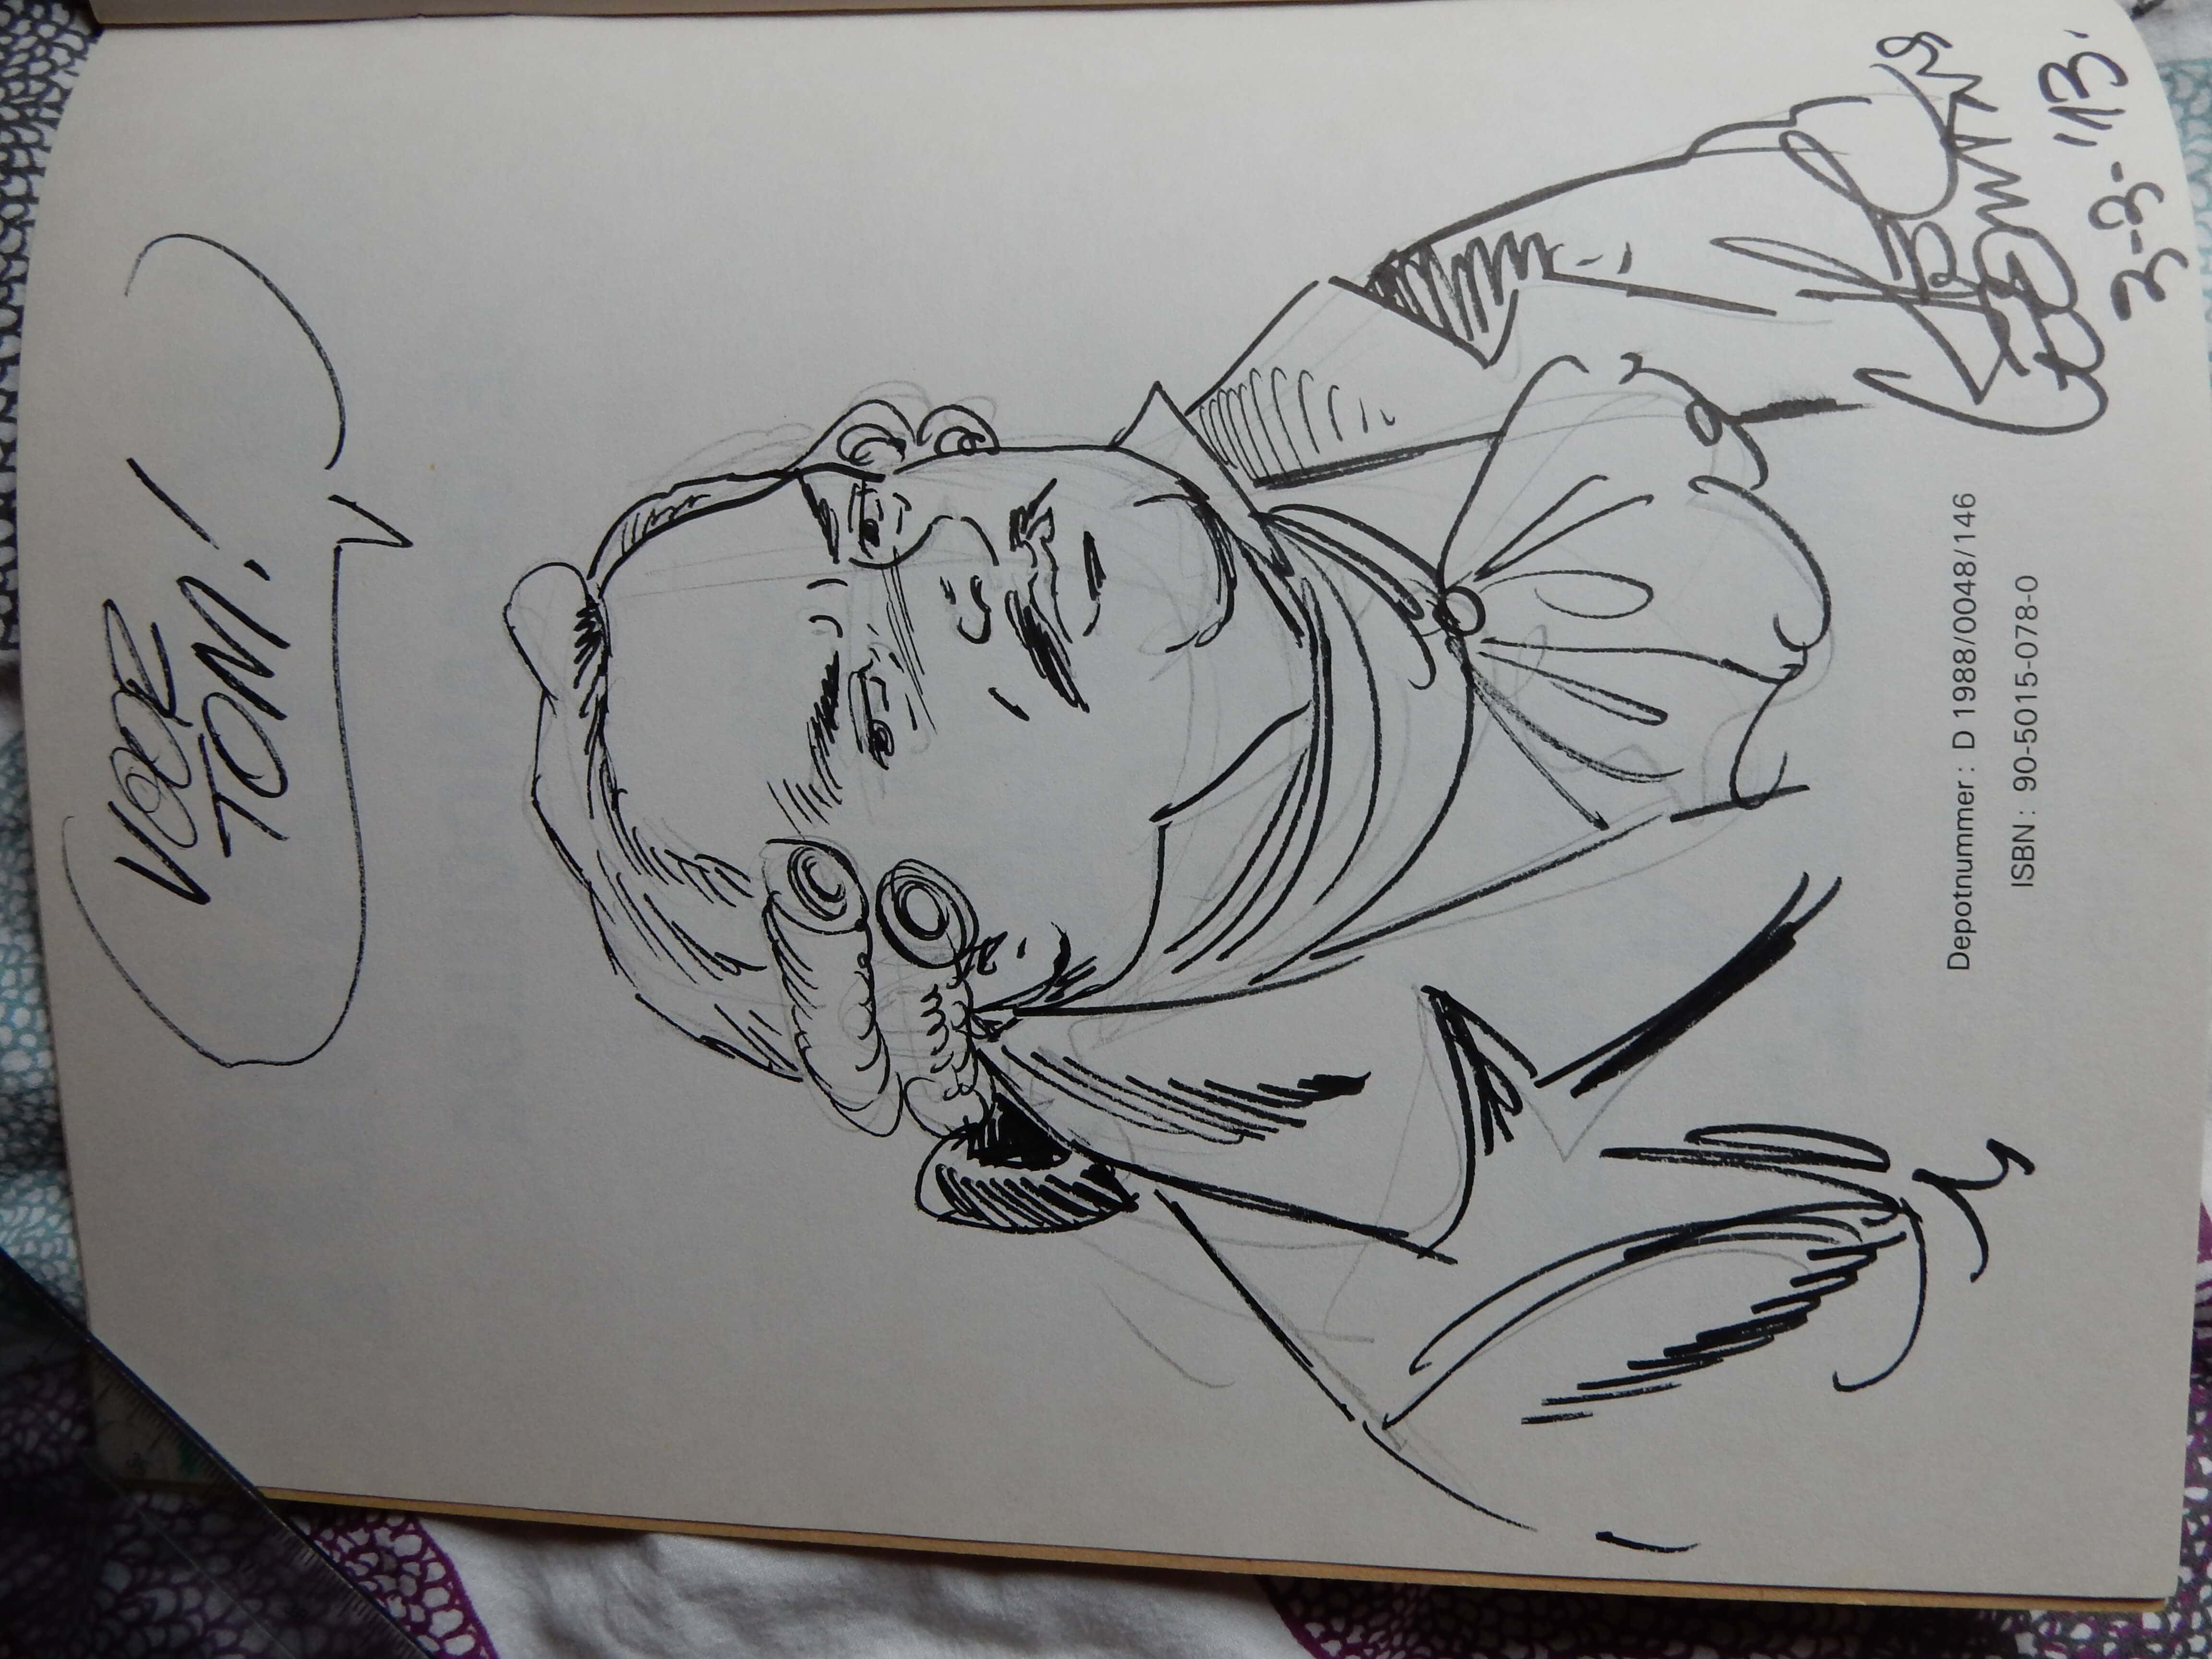 VOOR
TOM!
Depotnummer: D 1988/0048/146
ISBN: 90-5015-078-0
3-3-'13.